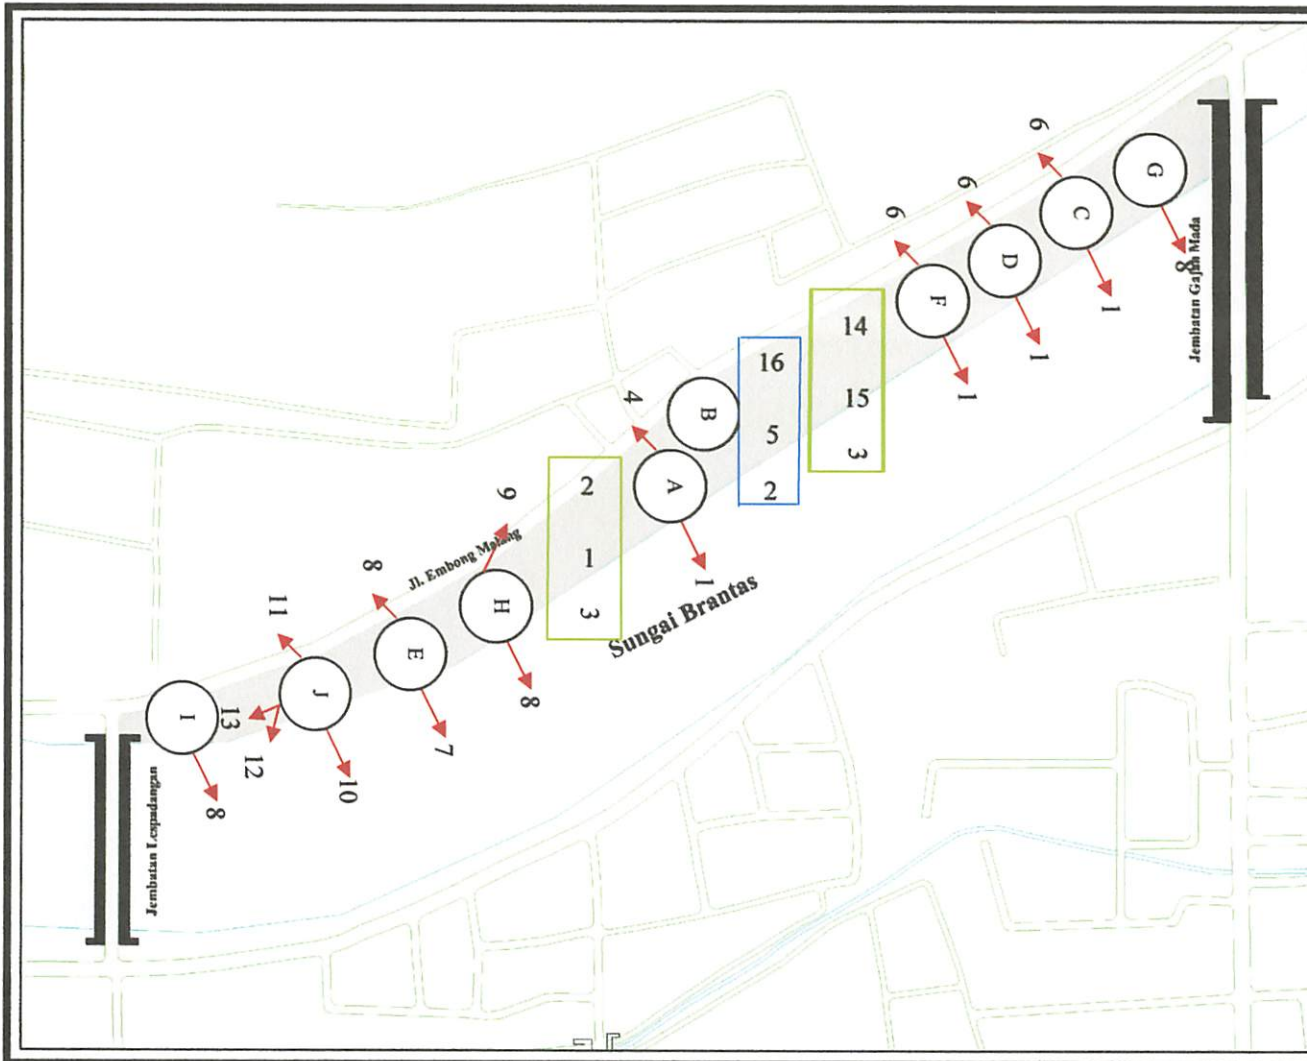 G
8
Jembatan Gajah Mada
6
C
1
6
D
1
6
F
1
14
15
3
16
5
2
B
4
A
1
Sungai Brantas
2
1
3
9
H
8
Jl. Embong Malang
8
E
7
11
J
10
12
13
I
8
Jembatan Lespadangan